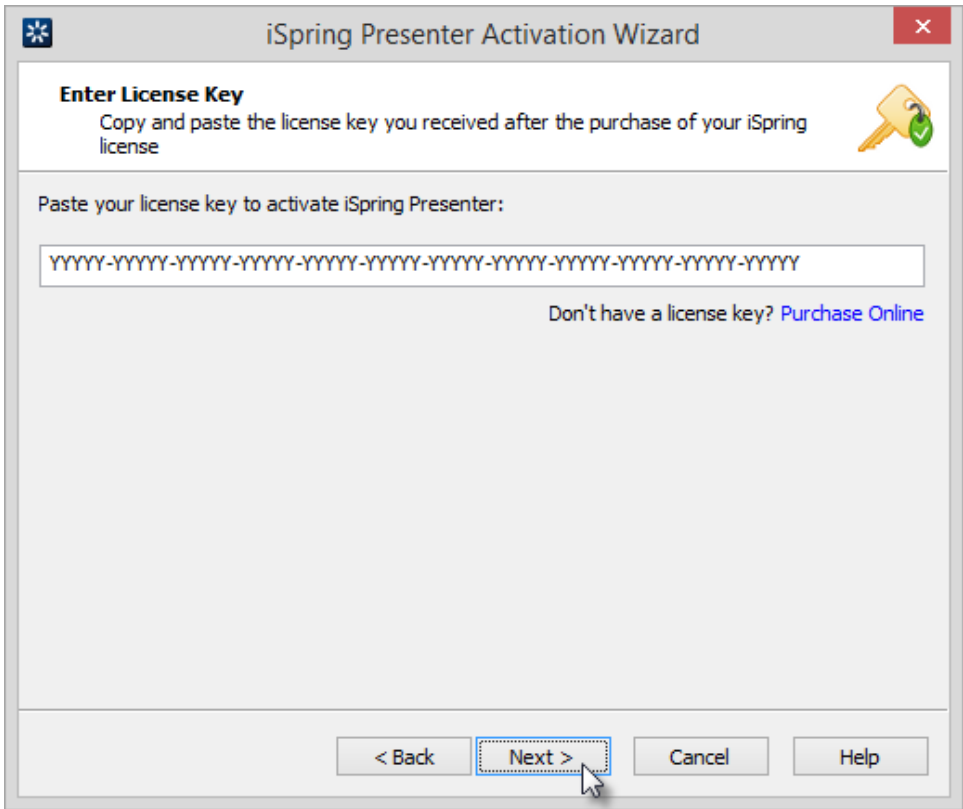 iSpring Presenter Activation Wizard
Enter License Key
Copy and paste the license key you received after the purchase of your iSpring
license
Paste your license key to activate iSpring Presenter:
YYYYY-YYYYY-YYYYY-YYYYY-YYYYY-YYYYY-YYYYY-YYYYY-YYYYY-YYYYY-YYYYY-YYYYY
Don't have a license key? Purchase Online
< Back Next > Cancel Help